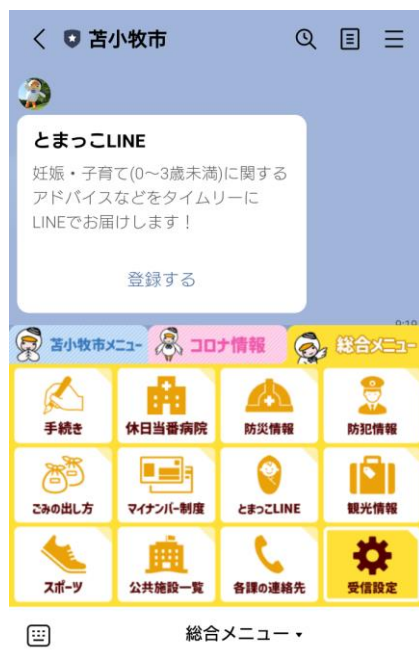 苫小牧市
とまっこLINE
妊娠・子育て(0～3歳未満)に関する
アドバイスなどをタイムリーに
LINEでお届けします！
登録する
苫小牧市メニュー
コロナ情報
総合メニュー
手続き
休日当番病院
防災情報
防犯情報
ごみの出し方
マイナンバー制度
とまっこLINE
観光情報
スポーツ
公共施設一覧
各課の連絡先
受信設定
総合メニュー ▾